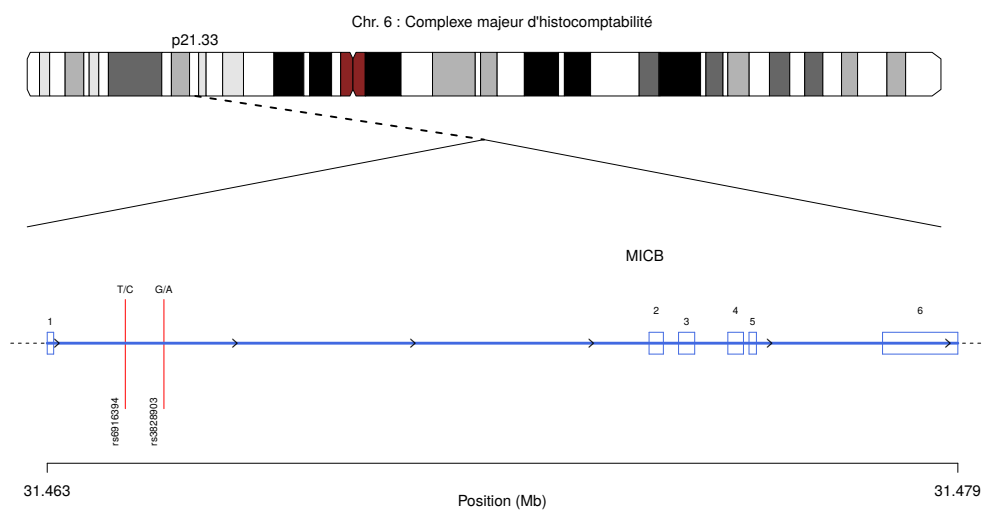 Chr. 6 : Complexe majeur d'histocomptabilité
p21.33
MICB
T/C G/A
1 2 3 4 5 6
rs6916394
rs3828903
31.463 31.479
Position (Mb)